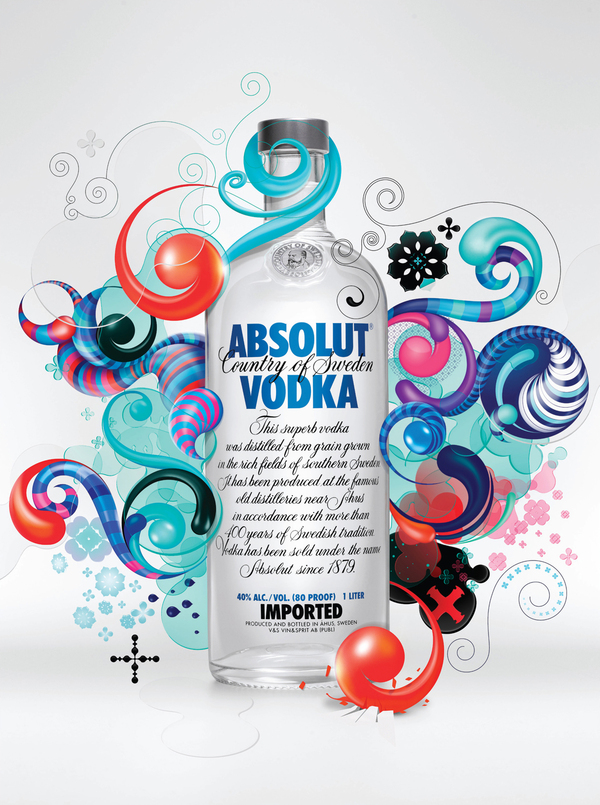 COUNTRY OF SWEDEN
ABSOLUT®
Country of Sweden
VODKA
This superb vodka
was distilled from grain grown
in the rich fields of Southern Sweden.
It has been produced at the famous
old distilleries near Åhus
in accordance with more than
400 years of Swedish tradition.
Vodka has been sold under the name
Absolut since 1879.
40% ALC./VOL. (80 PROOF) 1 LITER
IMPORTED
PRODUCED AND BOTTLED IN ÅHUS, SWEDEN
V&S VIN&SPRIT AB (PUBL)